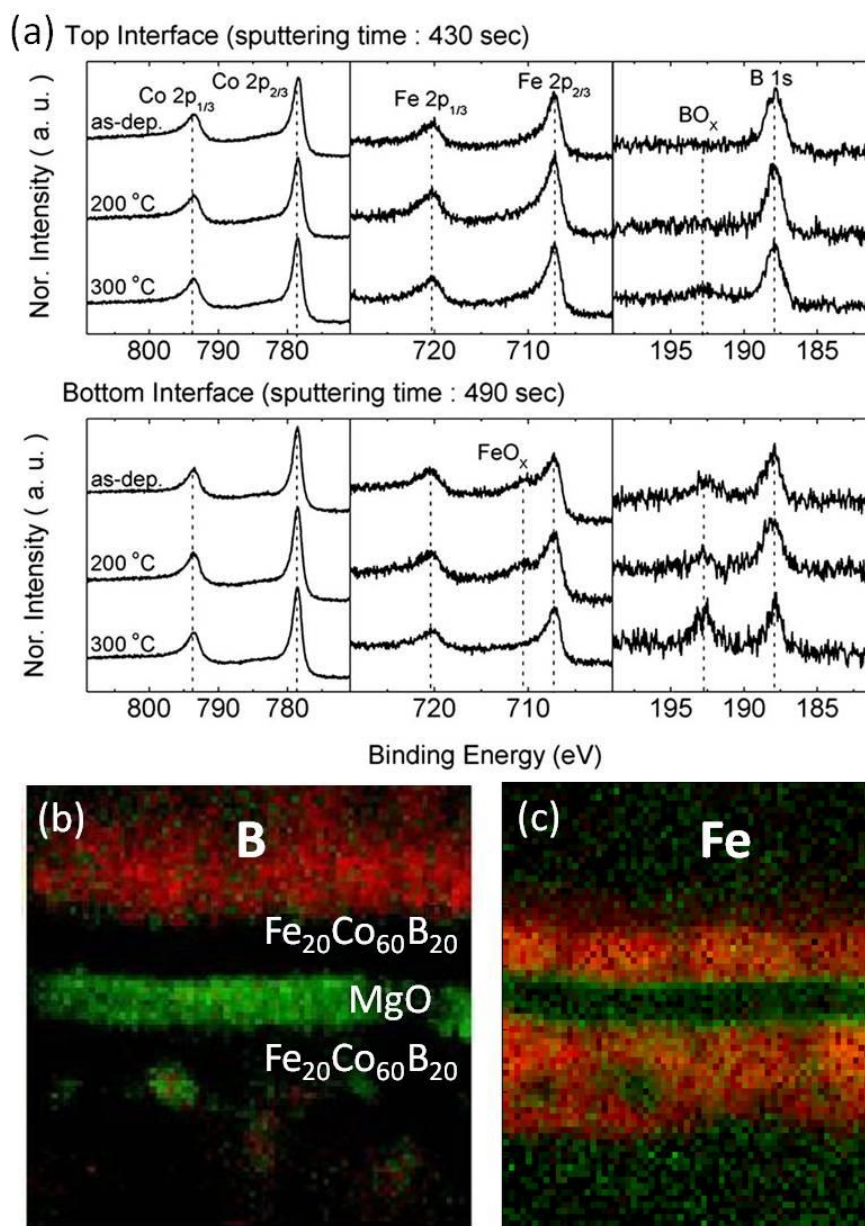 (a) Top Interface (sputtering time : 430 sec)
Co 2p1/3 Co 2p2/3 Fe 2p1/3 Fe 2p2/3 BOx B 1s
as-dep.
200 °C
300 °C
Nor. Intensity ( a. u. )
800 790 780 720 710 195 190 185
Bottom Interface (sputtering time : 490 sec)
FeOx
as-dep.
200 °C
300 °C
Nor. Intensity ( a. u. )
800 790 780 720 710 195 190 185
Binding Energy (eV)
(b) B
Fe20Co60B20
MgO
Fe20Co60B20
(c) Fe